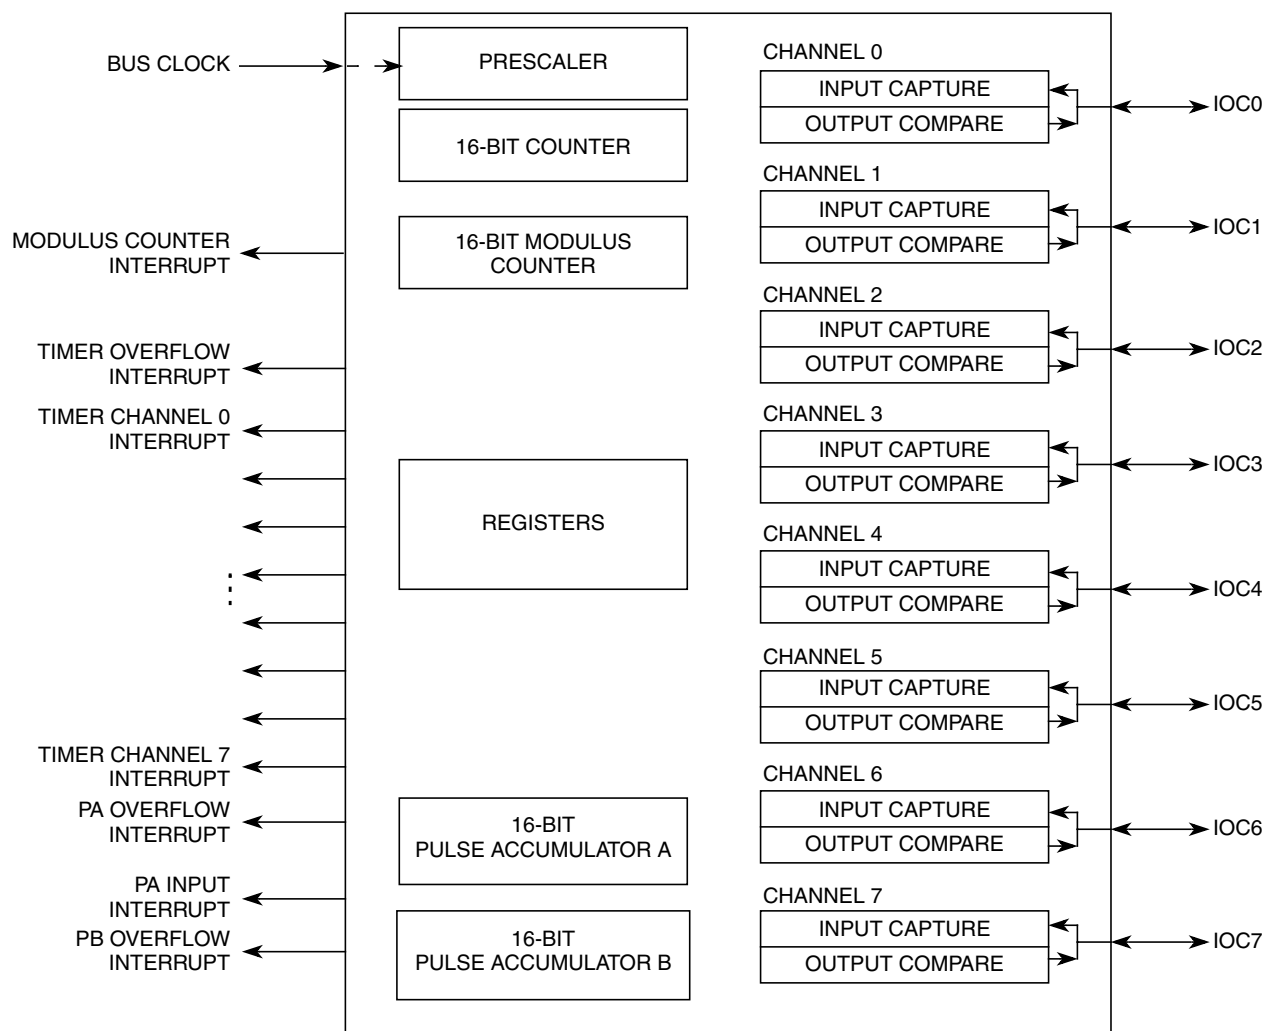 BUS CLOCK
PRESCALER
16-BIT COUNTER
MODULUS COUNTER
INTERRUPT
16-BIT MODULUS
COUNTER
TIMER OVERFLOW
INTERRUPT
TIMER CHANNEL 0
INTERRUPT
REGISTERS
TIMER CHANNEL 7
INTERRUPT
PA OVERFLOW
INTERRUPT
16-BIT
PULSE ACCUMULATOR A
PA INPUT
INTERRUPT
PB OVERFLOW
INTERRUPT
16-BIT
PULSE ACCUMULATOR B
CHANNEL 0
INPUT CAPTURE
OUTPUT COMPARE
IOC0
CHANNEL 1
INPUT CAPTURE
OUTPUT COMPARE
IOC1
CHANNEL 2
INPUT CAPTURE
OUTPUT COMPARE
IOC2
CHANNEL 3
INPUT CAPTURE
OUTPUT COMPARE
IOC3
CHANNEL 4
INPUT CAPTURE
OUTPUT COMPARE
IOC4
CHANNEL 5
INPUT CAPTURE
OUTPUT COMPARE
IOC5
CHANNEL 6
INPUT CAPTURE
OUTPUT COMPARE
IOC6
CHANNEL 7
INPUT CAPTURE
OUTPUT COMPARE
IOC7